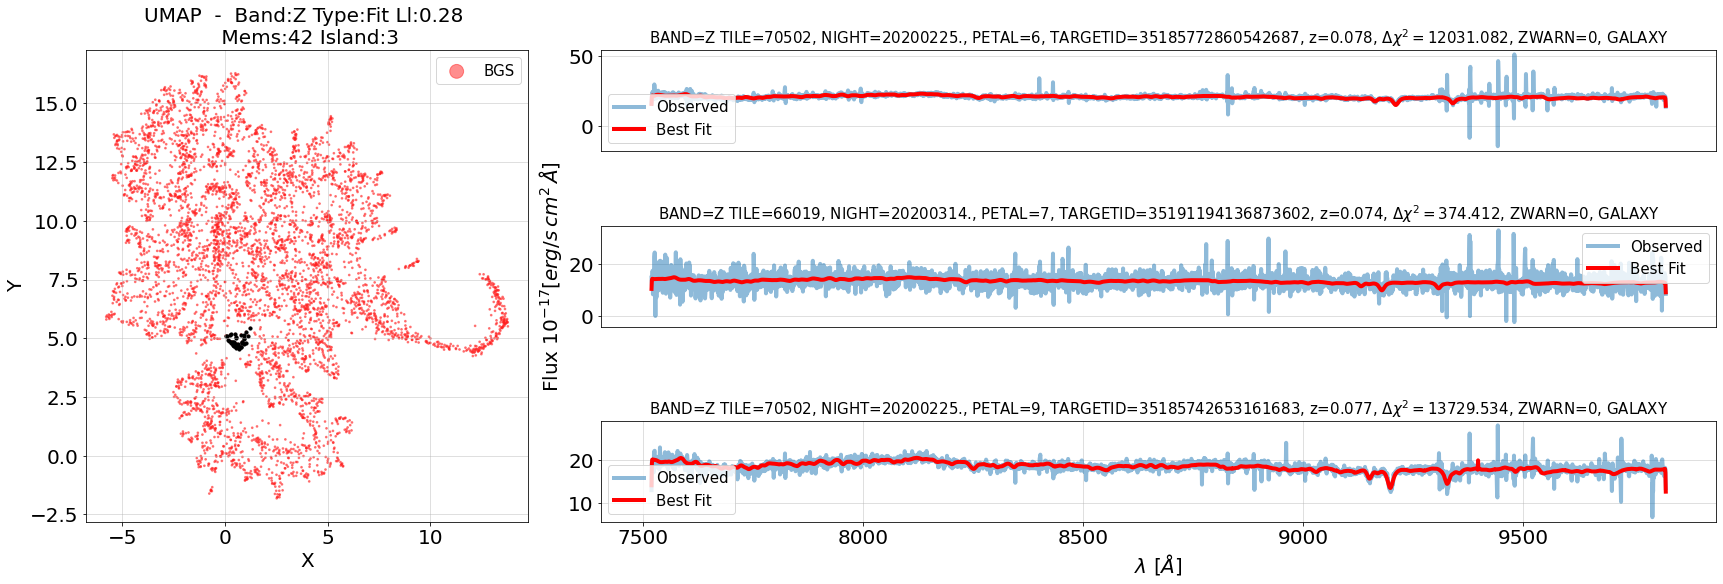 UMAP - Band:Z Type:Fit Ll:0.28
Mems:42 Island:3
BGS
15.0
12.5
10.0
7.5
5.0
2.5
0.0
−2.5
Y
−5
0
5
10
X
Flux 10⁻¹⁷[erg/s cm² Å]
BAND=Z TILE=70502, NIGHT=20200225., PETAL=6, TARGETID=35185772860542687, z=0.078, Δχ² = 12031.082, ZWARN=0, GALAXY
50
0
Observed
Best Fit
BAND=Z TILE=66019, NIGHT=20200314., PETAL=7, TARGETID=35191194136873602, z=0.074, Δχ² = 374.412, ZWARN=0, GALAXY
20
0
Observed
Best Fit
BAND=Z TILE=70502, NIGHT=20200225., PETAL=9, TARGETID=35185742653161683, z=0.077, Δχ² = 13729.534, ZWARN=0, GALAXY
20
10
Observed
Best Fit
7500
8000
8500
9000
9500
λ [Å]